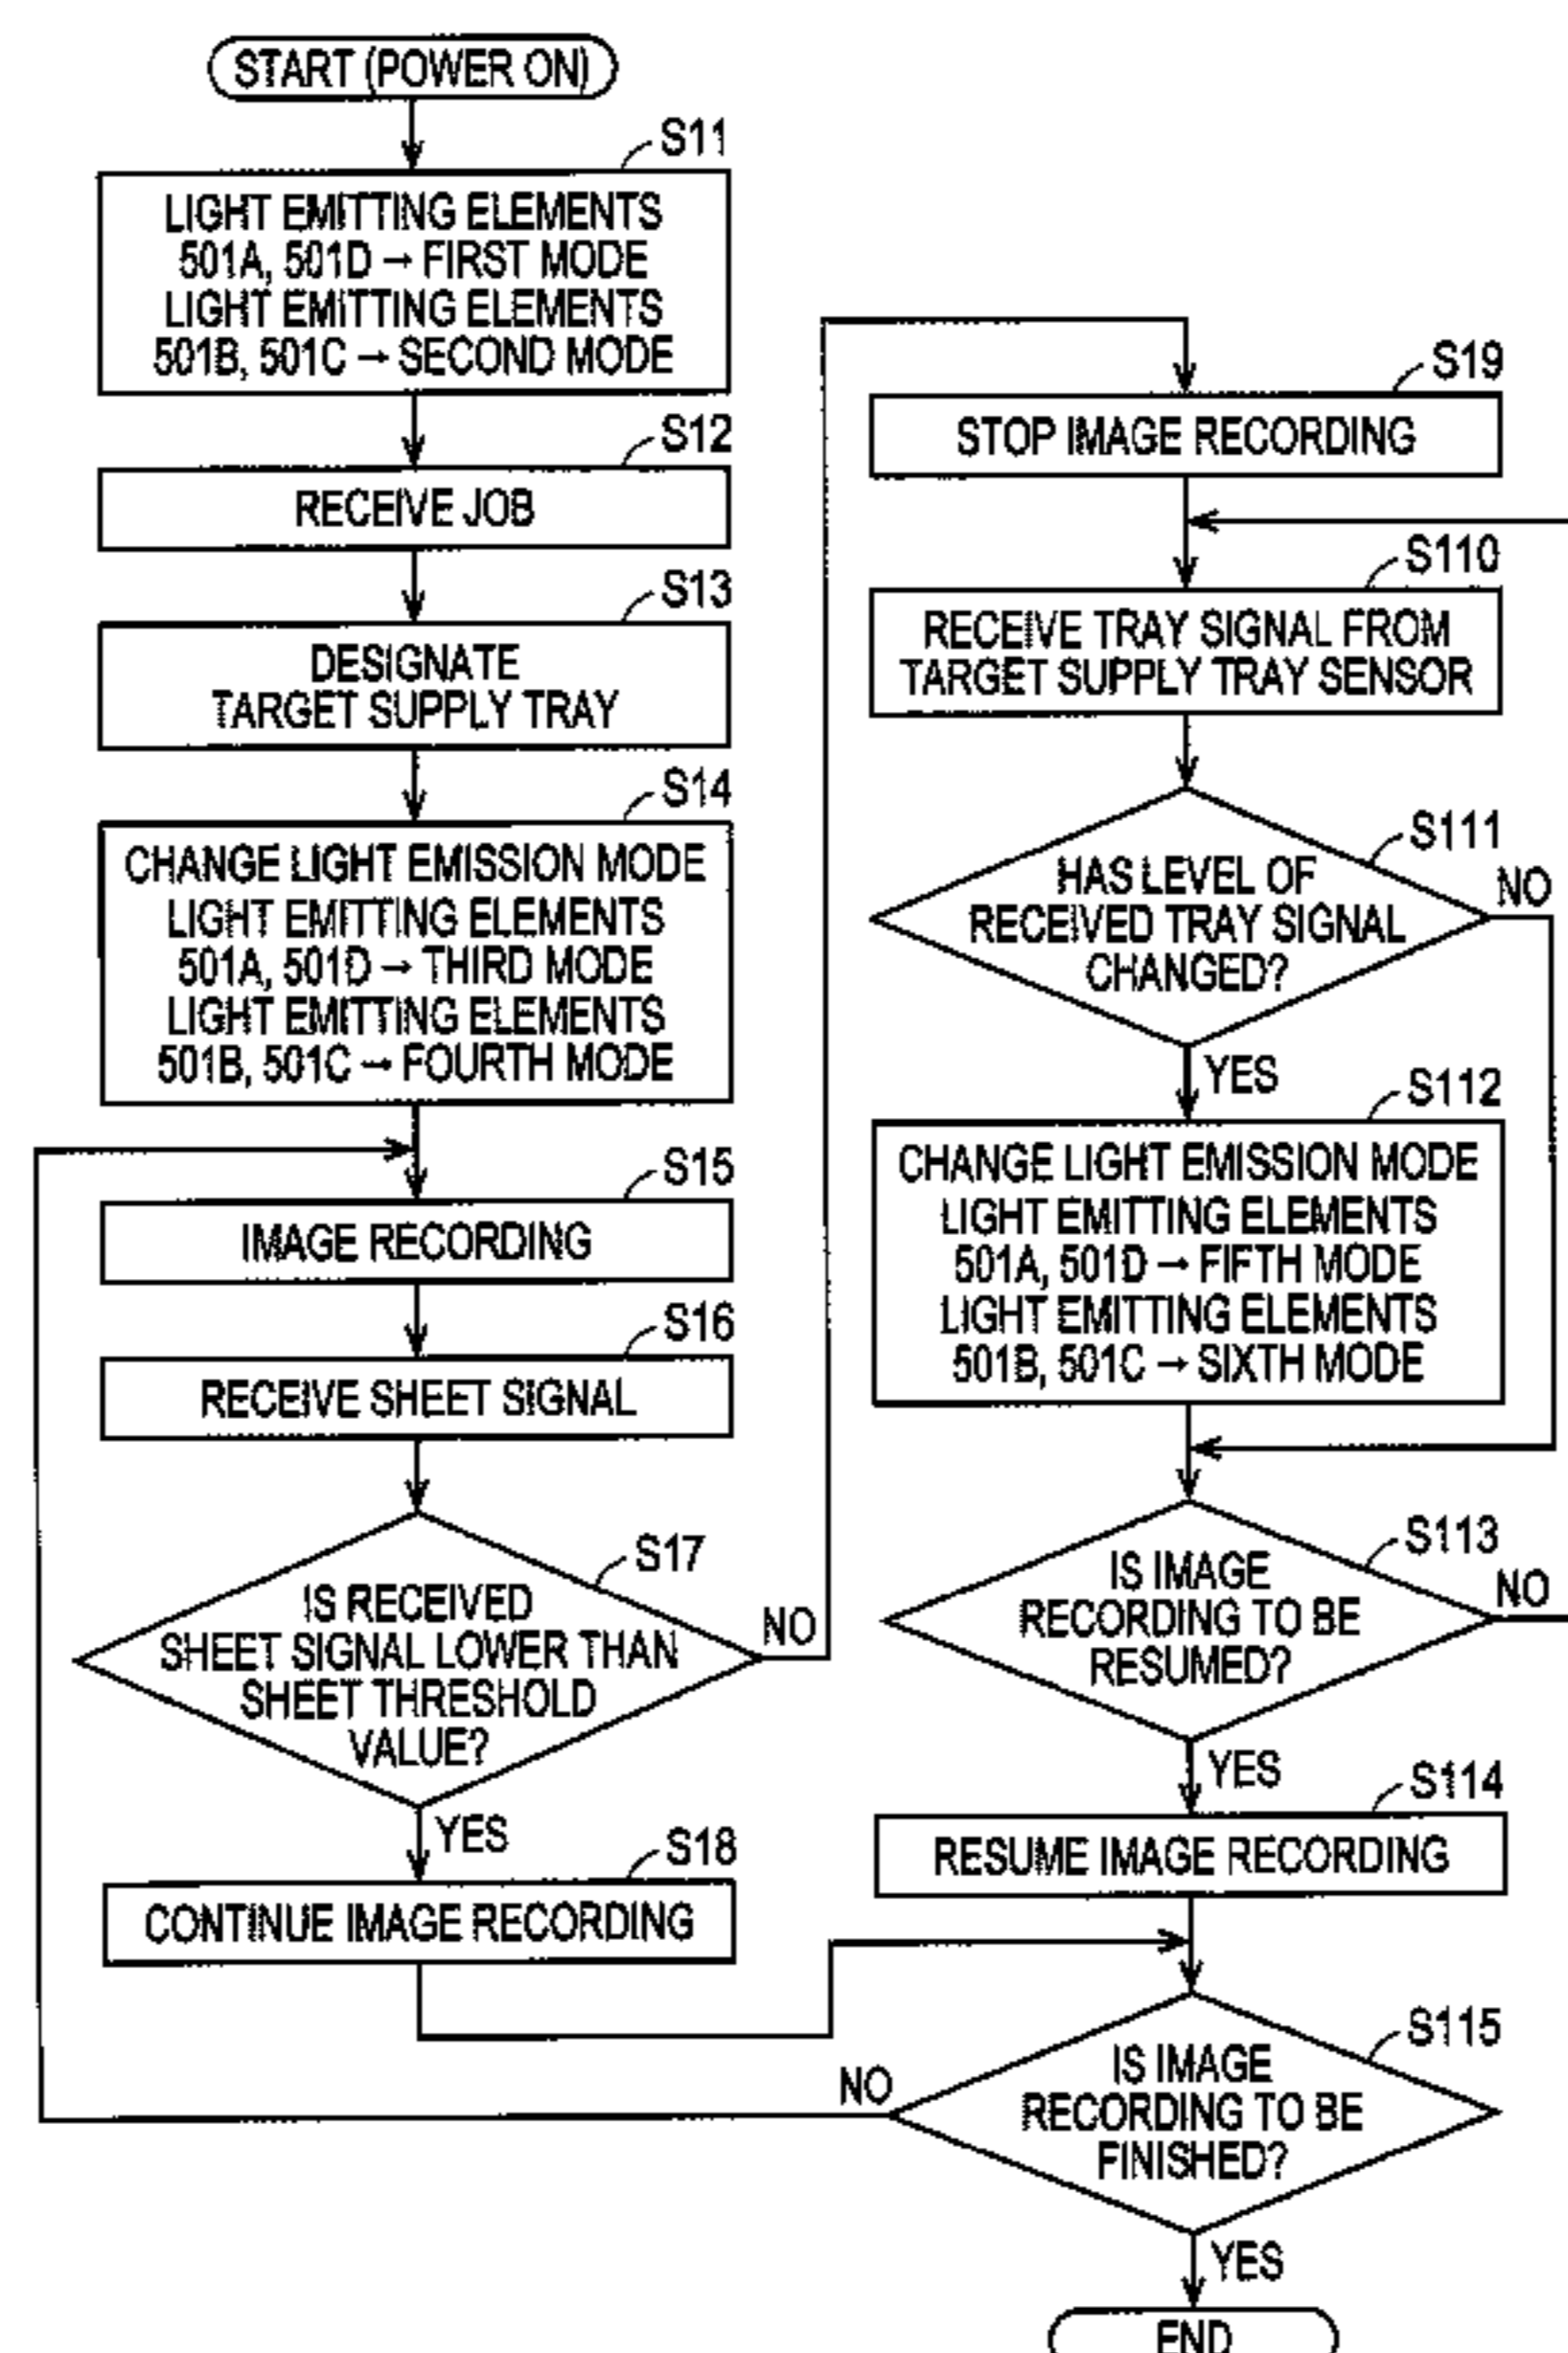 START (POWER ON)
S11
LIGHT EMITTING ELEMENTS
501A, 501D → FIRST MODE
LIGHT EMITTING ELEMENTS
501B, 501C → SECOND MODE
S12
RECEIVE JOB
S13
DESIGNATE
TARGET SUPPLY TRAY
S14
CHANGE LIGHT EMISSION MODE
LIGHT EMITTING ELEMENTS
501A, 501D → THIRD MODE
LIGHT EMITTING ELEMENTS
501B, 501C → FOURTH MODE
S15
IMAGE RECORDING
S16
RECEIVE SHEET SIGNAL
S17
IS RECEIVED
SHEET SIGNAL LOWER THAN
SHEET THRESHOLD
VALUE?
NO
YES
S18
CONTINUE IMAGE RECORDING
S19
STOP IMAGE RECORDING
S110
RECEIVE TRAY SIGNAL FROM
TARGET SUPPLY TRAY SENSOR
S111
HAS LEVEL OF
RECEIVED TRAY SIGNAL
CHANGED?
NO
YES
S112
CHANGE LIGHT EMISSION MODE
LIGHT EMITTING ELEMENTS
501A, 501D → FIFTH MODE
LIGHT EMITTING ELEMENTS
501B, 501C → SIXTH MODE
S113
IS IMAGE
RECORDING TO BE
RESUMED?
NO
YES
S114
RESUME IMAGE RECORDING
S115
IS IMAGE
RECORDING TO BE
FINISHED?
NO
YES
END